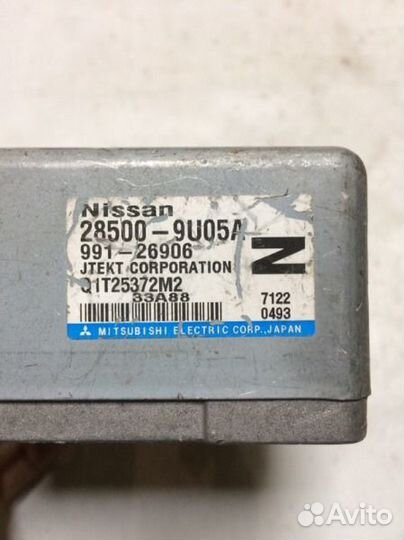 Nissan
28500-9U05A
991-26906
JTEKT CORPORATION
Q1T25372M2
33A88
N
7122
0493
MITSUBISHI ELECTRIC CORP., JAPAN
Avito